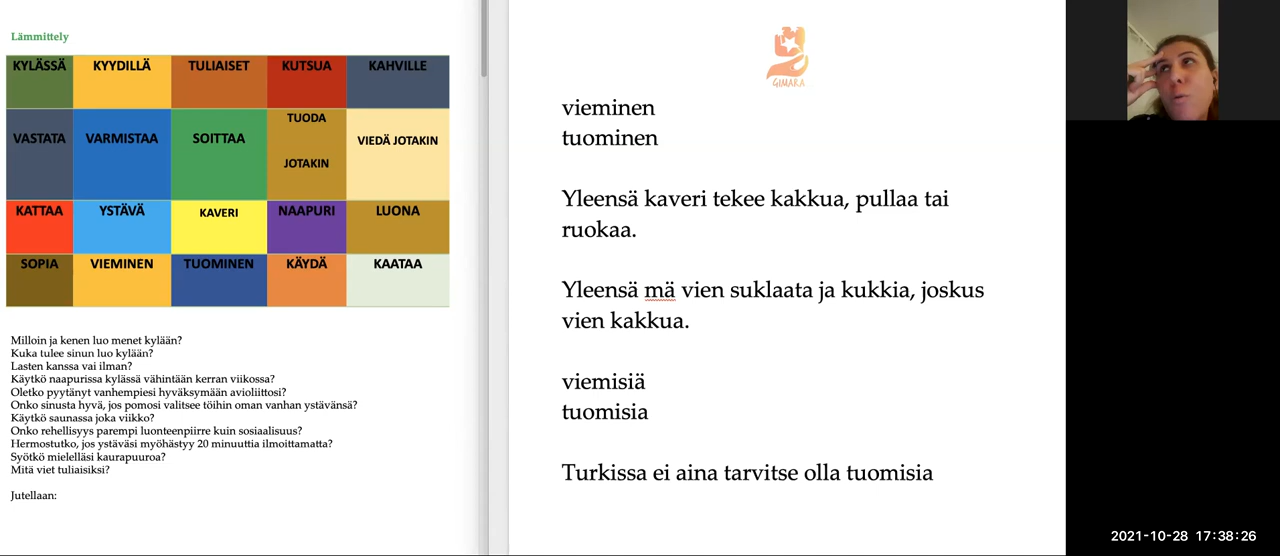 Lämmittely
KYLÄSSÄ KYYDILLÄ TULIAISET KUTSUA KAHVILLE
VASTATA VARMISTAA SOITTAA TUODA JOTAKIN VIEDÄ JOTAKIN
KATTAA YSTÄVÄ KAVERI NAAPURI LUONA
SOPIA VIEMINEN TUOMINEN KÄYDÄ KAATAA
Milloin ja kenen luo menet kylään?
Kuka tulee sinun luo kylään?
Lasten kanssa vai ilman?
Käytkö naapurissa kylässä vähintään kerran viikossa?
Oletko pyytänyt vanhempiesi hyväksymään avioliittosi?
Onko sinusta hyvä, jos pomosi valitsee töihin oman vanhan ystävänsä?
Käytkö saunassa joka viikko?
Onko rehellisyys parempi luonteenpiirre kuin sosiaalisuus?
Hermostutko, jos ystäväsi myöhästyy 20 minuuttia ilmoittamatta?
Syötkö mielelläsi kaurapuuroa?
Mitä viet tuliaisiksi?
Jutellaan:
GIMARA
vieminen
tuominen
Yleensä kaveri tekee kakkua, pullaa tai
ruokaa.
Yleensä mä vien suklaata ja kukkia, joskus
vien kakkua.
viemisiä
tuomisia
Turkissa ei aina tarvitse olla tuomisia
2021-10-28 17:38:26